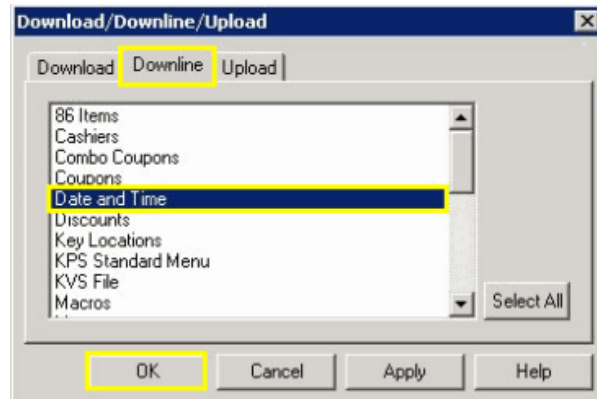 Download/Downline/Upload
Download Downline Upload
86 Items
Cashiers
Combo Coupons
Coupons
Date and Time
Discounts
Key Locations
KPS Standard Menu
KVS File
Macros
Select All
OK Cancel Apply Help